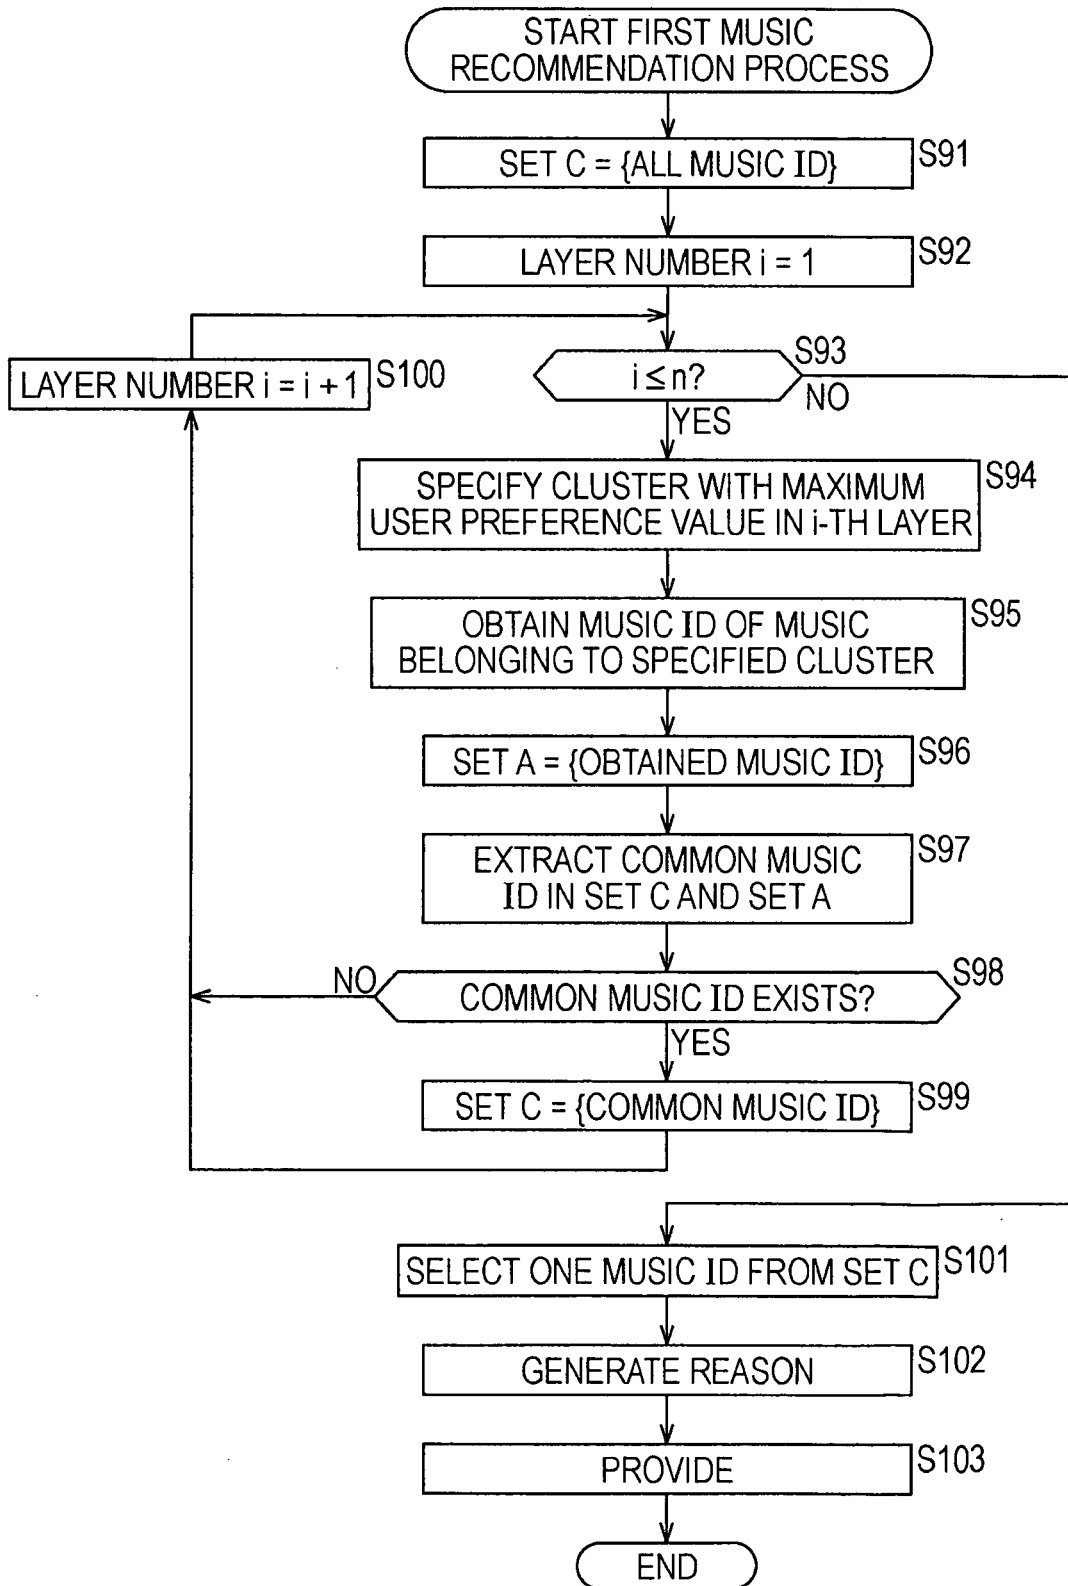 START FIRST MUSIC
RECOMMENDATION PROCESS
SET C = {ALL MUSIC ID}
S91
LAYER NUMBER i = 1
S92
LAYER NUMBER i = i + 1
S100
i ≤ n?
S93
NO
YES
SPECIFY CLUSTER WITH MAXIMUM
USER PREFERENCE VALUE IN i-TH LAYER
S94
OBTAIN MUSIC ID OF MUSIC
BELONGING TO SPECIFIED CLUSTER
S95
SET A = {OBTAINED MUSIC ID}
S96
EXTRACT COMMON MUSIC
ID IN SET C AND SET A
S97
NO
COMMON MUSIC ID EXISTS?
S98
YES
SET C = {COMMON MUSIC ID}
S99
SELECT ONE MUSIC ID FROM SET C
S101
GENERATE REASON
S102
PROVIDE
S103
END